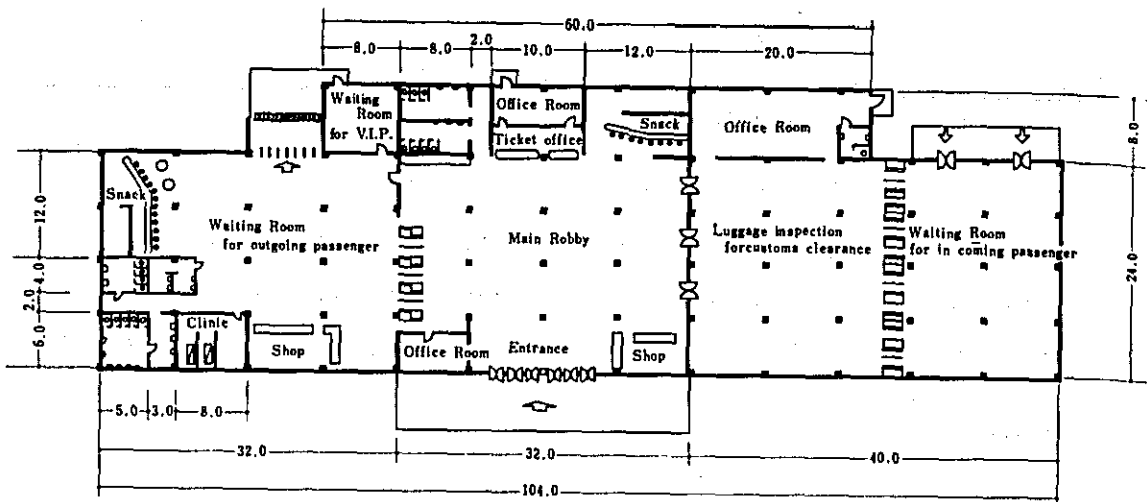 60.0
8.0
8.0
2.0
10.0
12.0
20.0
Waiting
Room
for V.I.P.
Office Room
Ticket office
Snack
Office Room
8.0
12.0
4.0
2.0
6.0
24.0
Snack
Waiting Room
for outgoing passenger
Main Robby
Luggage inspection
forcustoms clearance
Waiting Room
for in coming passenger
Clinic
Shop
Office Room
Entrance
Shop
5.0
3.0
8.0
32.0
32.0
40.0
104.0